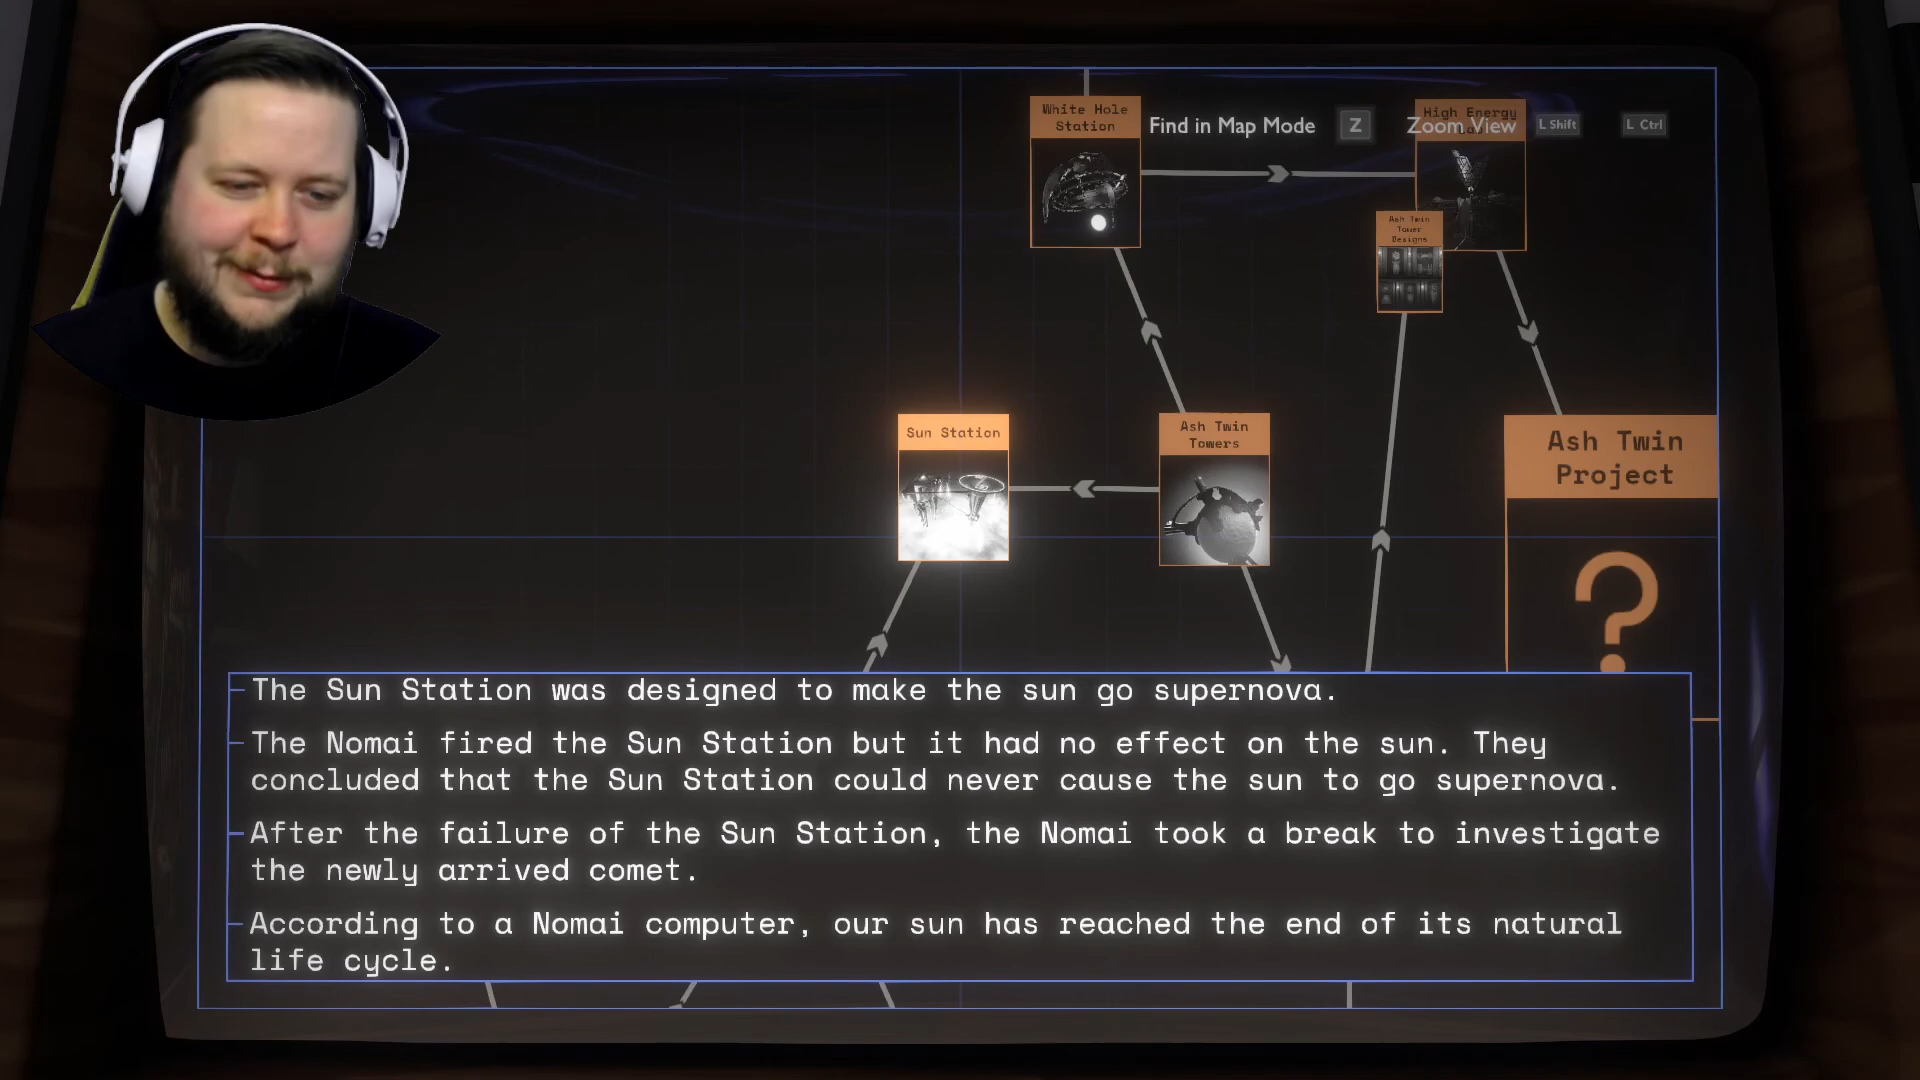 White Hole
Station
Find in Map Mode
Z
High Energy
Zoom View
L Shift
L Ctrl
Ash Twin
Tower
Designs
Sun Station
Ash Twin
Towers
Ash Twin
Project
?
The Sun Station was designed to make the sun go supernova.
The Nomai fired the Sun Station but it had no effect on the sun. They
concluded that the Sun Station could never cause the sun to go supernova.
After the failure of the Sun Station, the Nomai took a break to investigate
the newly arrived comet.
According to a Nomai computer, our sun has reached the end of its natural
life cycle.